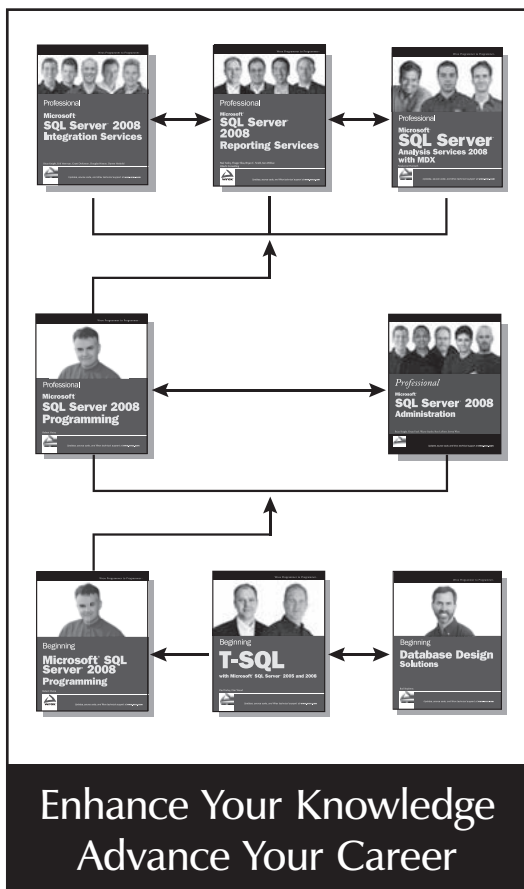 Professional
Microsoft
SQL Server 2008
Integration Services
Professional
Microsoft®
SQL Server®
2008
Reporting Services
Professional
Microsoft®
SQL Server®
Analysis Services 2008
with MDX
Professional
Microsoft
SQL Server 2008
Programming
Professional
Microsoft
SQL Server® 2008
Administration
Beginning
Microsoft® SQL
Server® 2008
Programming
Beginning
T-SQL
with Microsoft® SQL Server® 2005 and 2008
Beginning
Database Design
Solutions
Enhance Your Knowledge
Advance Your Career